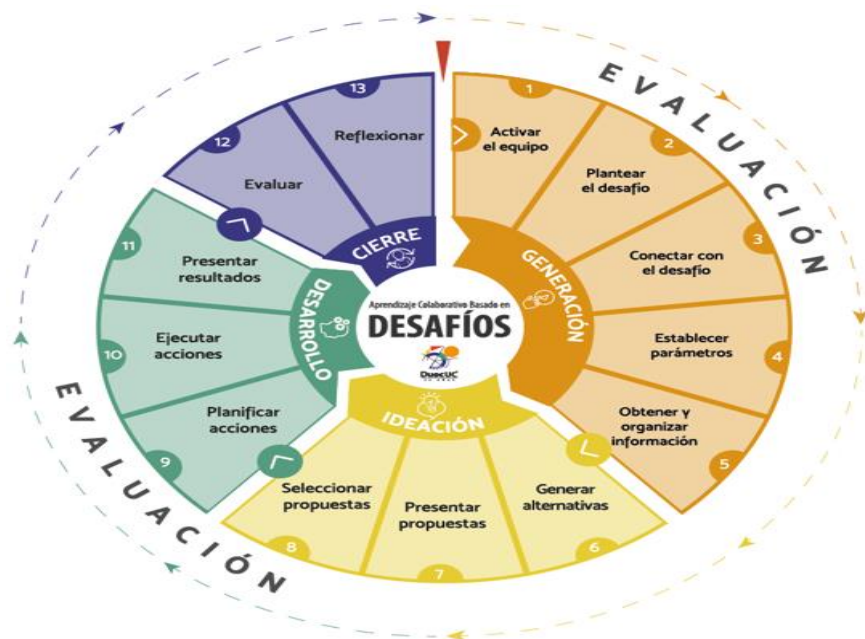 EVALUACIÓN
1
Activar
el equipo
2
Plantear
el desafío
3
Conectar con
el desafío
4
Establecer
parámetros
5
Obtener y
organizar
información
GENERACIÓN
6
Generar
alternativas
7
Presentar
propuestas
8
Seleccionar
propuestas
IDEACIÓN
9
Planificar
acciones
10
Ejecutar
acciones
11
Presentar
resultados
DESARROLLO
12
Evaluar
13
Reflexionar
CIERRE
Aprendizaje Colaborativo Basado en
DESAFÍOS
DuocUC
EVALUACIÓN